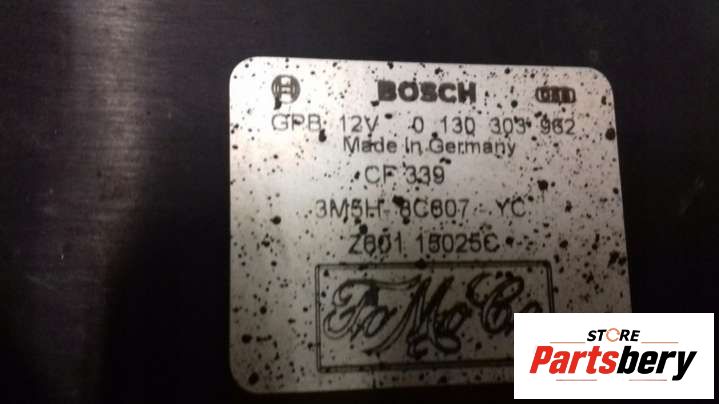 BOSCH
GPB 12V 0 130 303 962
Made in Germany
CF 339
3M5H-8C607-YC
Z601 15025C
FoMoCo
STORE
Partsbery